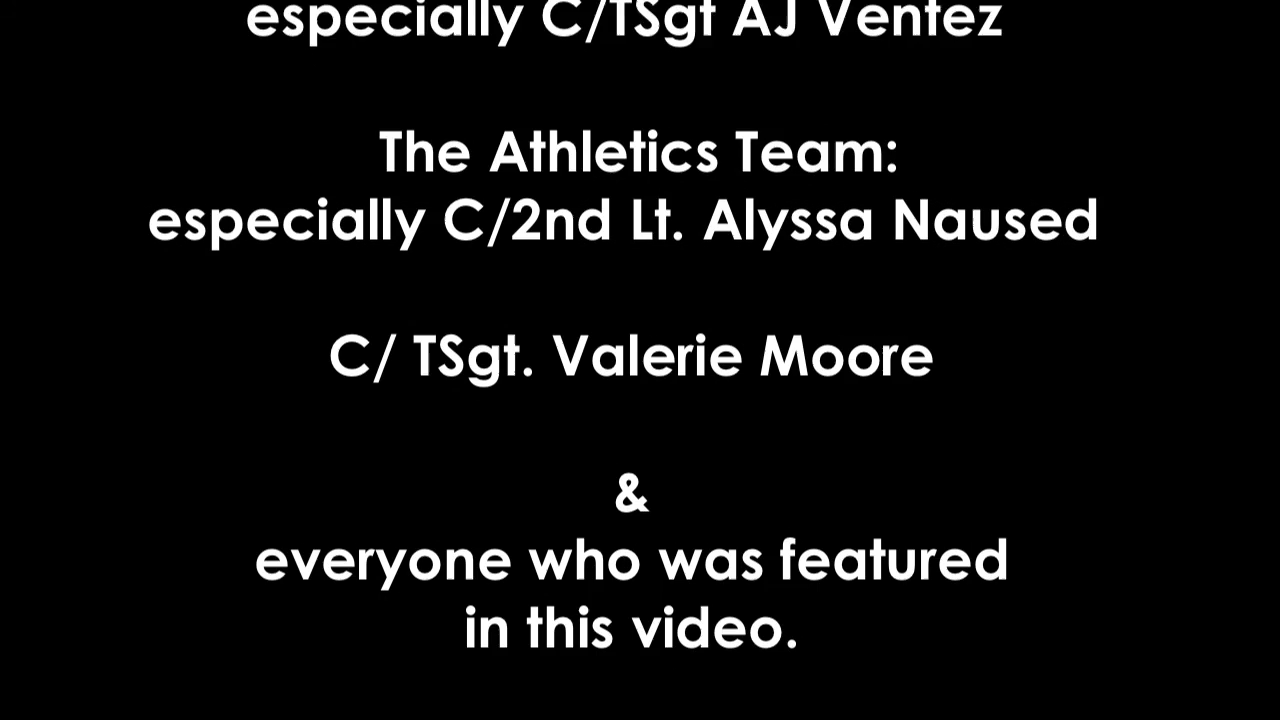 especially C/TSgt AJ Ventez
The Athletics Team:
especially C/2nd Lt. Alyssa Naused
C/ TSgt. Valerie Moore
&
everyone who was featured
in this video.